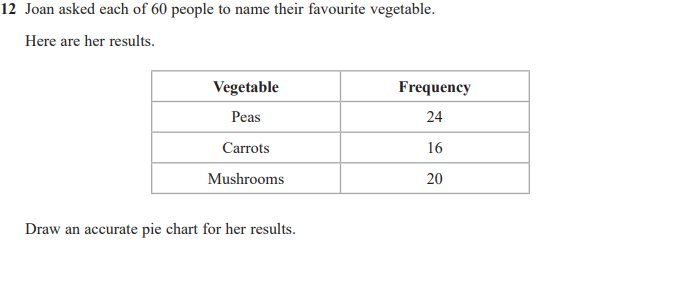 12 Joan asked each of 60 people to name their favourite vegetable.
Here are her results.
Vegetable Frequency
Peas 24
Carrots 16
Mushrooms 20
Draw an accurate pie chart for her results.